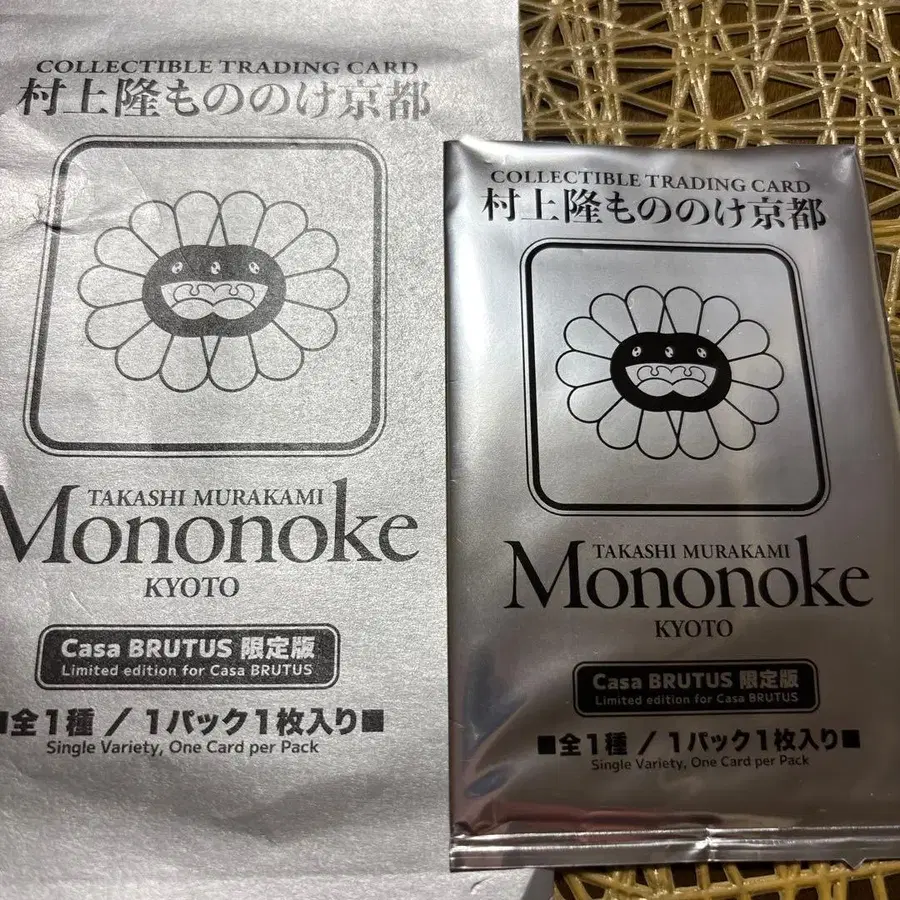 COLLECTIBLE TRADING CARD
村上隆もののけ京都
TAKASHI MURAKAMI
Mononoke
KYOTO
Casa BRUTUS 限定版
Limited edition for Casa BRUTUS
■全1種 / 1パック1枚入り■
Single Variety, One Card per Pack
COLLECTIBLE TRADING CARD
村上隆もののけ京都
TAKASHI MURAKAMI
Mononoke
KYOTO
Casa BRUTUS 限定版
Limited edition for Casa BRUTUS
■全1種 / 1パック1枚入り■
Single Variety, One Card per Pack